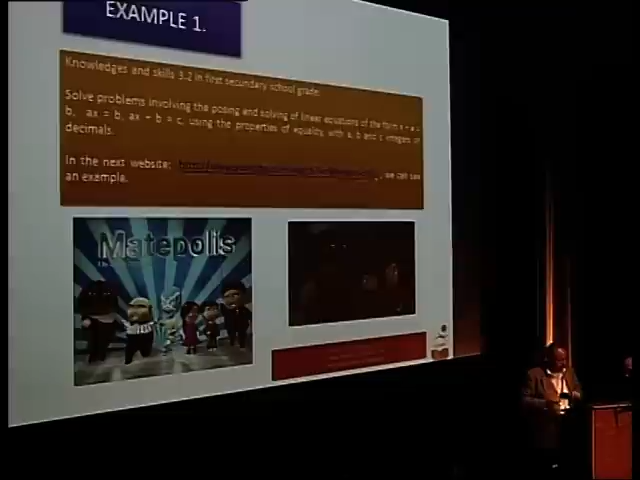 EXAMPLE 1.
Knowledges and skills 3.2 in first secondary school grade:
Solve problems involving the posing and solving of linear equations of the form x + a =
b, ax = b, ax + b = c, using the properties of equality, with a, b and c integers or
decimals.
In the next website: , we can see
an example.
Matepolis